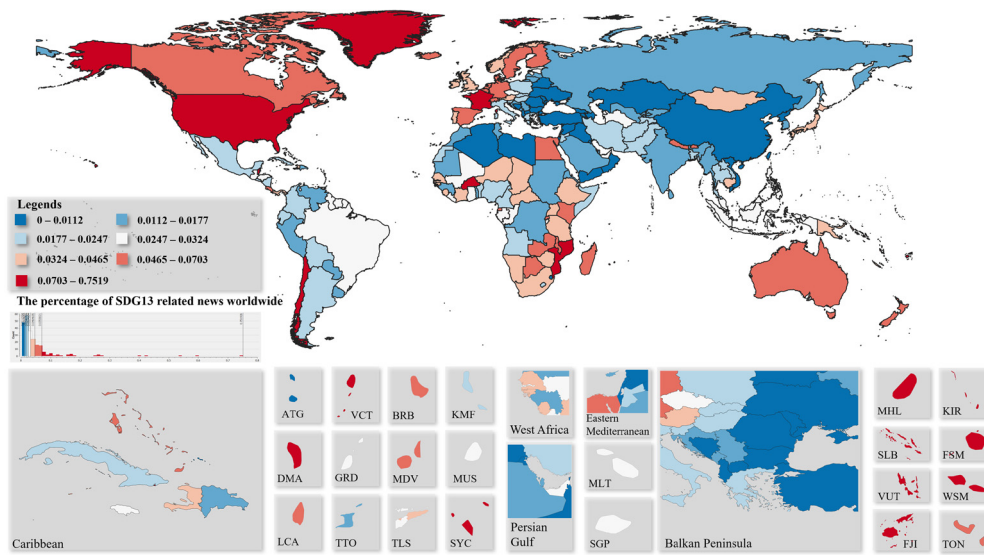 Legends
0 – 0.0112
0.0112 – 0.0177
0.0177 – 0.0247
0.0247 – 0.0324
0.0324 – 0.0465
0.0465 – 0.0703
0.0703 – 0.7519
The percentage of SDG13 related news worldwide
Caribbean
ATG
VCT
BRB
KMF
DMA
GRD
MDV
MUS
LCA
TTO
TLS
SYC
West Africa
Eastern
Mediterranean
Persian
Gulf
MLT
SGP
Balkan Peninsula
MHL
KIR
SLB
FSM
VUT
WSM
FJI
TON